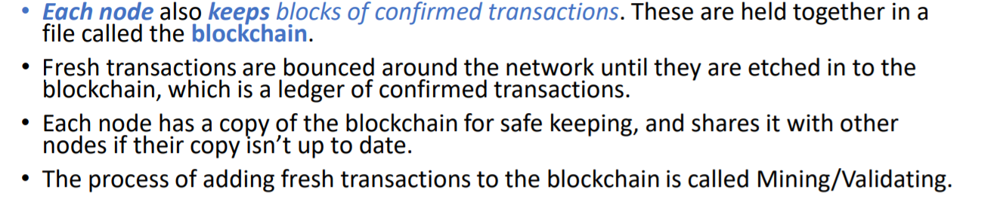 • Each node also keeps blocks of confirmed transactions. These are held together in a
file called the blockchain.
• Fresh transactions are bounced around the network until they are etched in to the
blockchain, which is a ledger of confirmed transactions.
• Each node has a copy of the blockchain for safe keeping, and shares it with other
nodes if their copy isn’t up to date.
• The process of adding fresh transactions to the blockchain is called Mining/Validating.